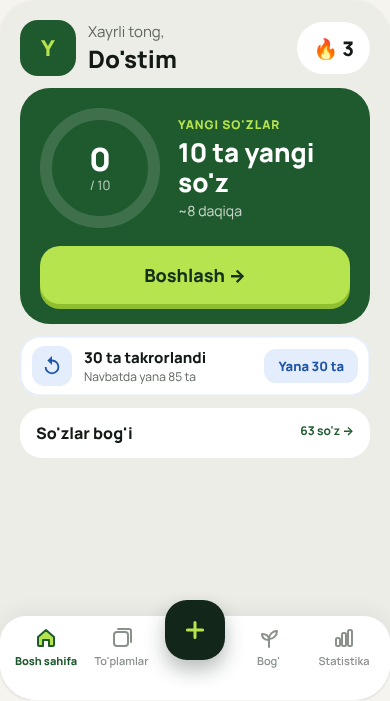 Y
Xayrli tong,
Do'stim
🔥 3
0
/ 10
YANGI SO'ZLAR
10 ta yangi
so'z
~8 daqiqa
Boshlash →
30 ta takrorlandi
Navbatda yana 85 ta
Yana 30 ta
So'zlar bog'i
63 so'z →
Bosh sahifa
To'plamlar
+
Bog'
Statistika